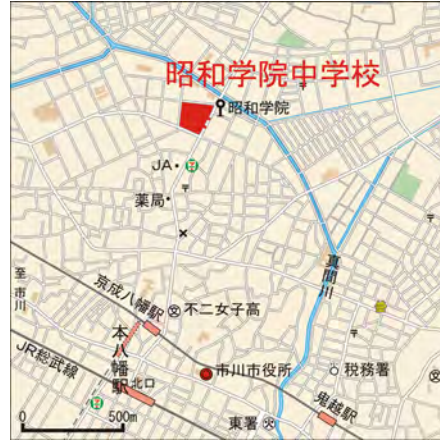 昭和学院中学校
昭和学院
JA
薬局
真間川
至
市川
京成八幡駅
不二女子高
本八幡駅
JR総武線
北口
市川市役所
税務署
鬼越駅
東署
0 500m